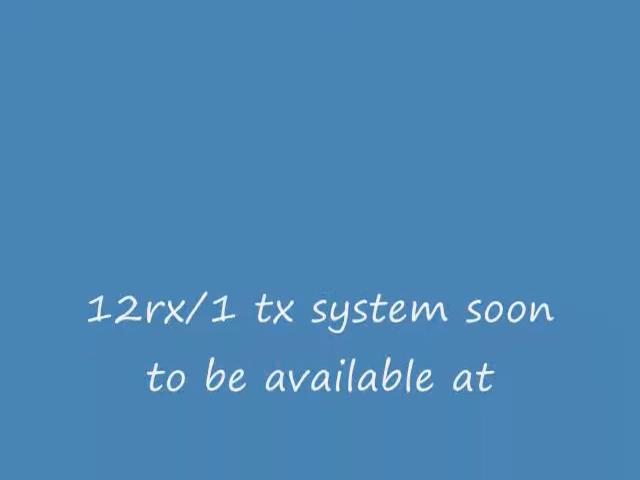 12rx/1 tx system soon
to be available at